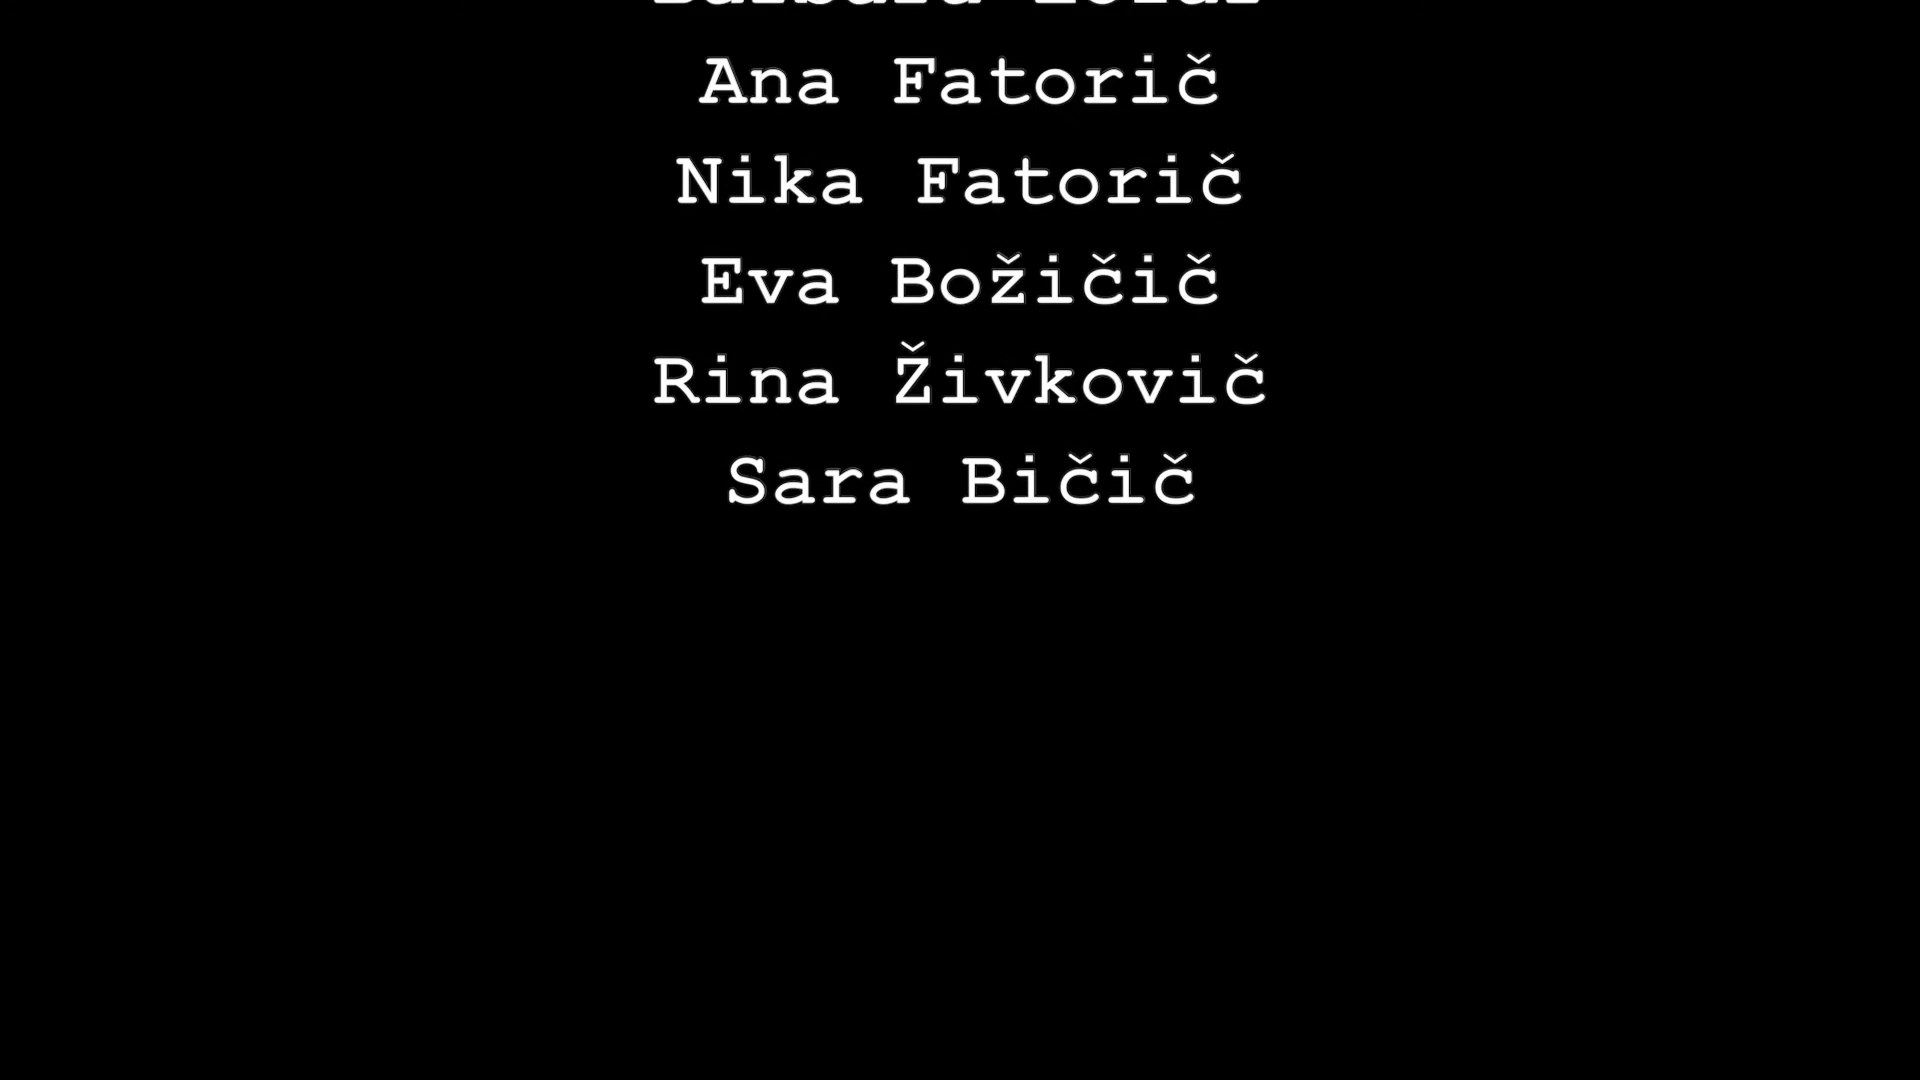 Ana Fatorič
Nika Fatorič
Eva Božičič
Rina Živkovič
Sara Bičič